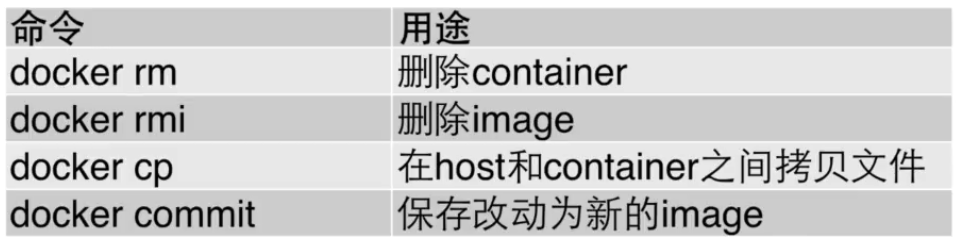 命令 用途
docker rm 删除container
docker rmi 删除image
docker cp 在host和container之间拷贝文件
docker commit 保存改动为新的image